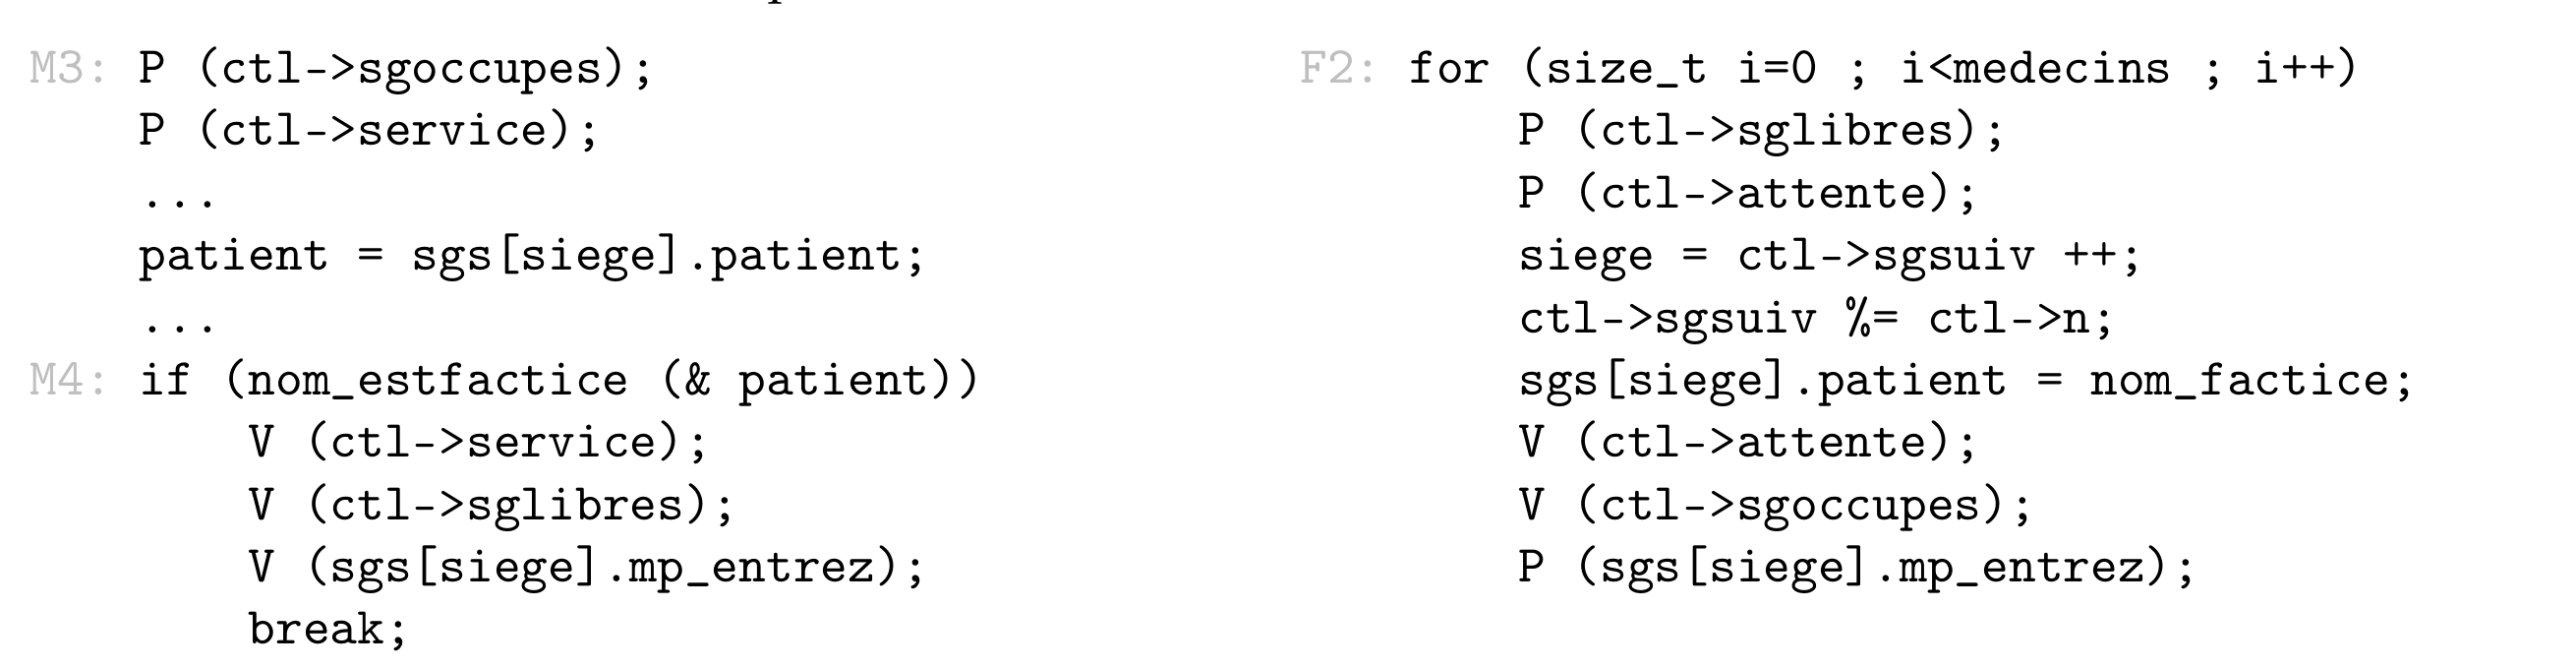 M3: P (ctl->sgoccupes);
P (ctl->service);
...
patient = sgs[siege].patient;
...
M4: if (nom_estfactice (& patient))
V (ctl->service);
V (ctl->sglibres);
V (sgs[siege].mp_entrez);
break;
F2: for (size_t i=0 ; i<medecins ; i++)
P (ctl->sglibres);
P (ctl->attente);
siege = ctl->sgsuiv ++;
ctl->sgsuiv %= ctl->n;
sgs[siege].patient = nom_factice;
V (ctl->attente);
V (ctl->sgoccupes);
P (sgs[siege].mp_entrez);